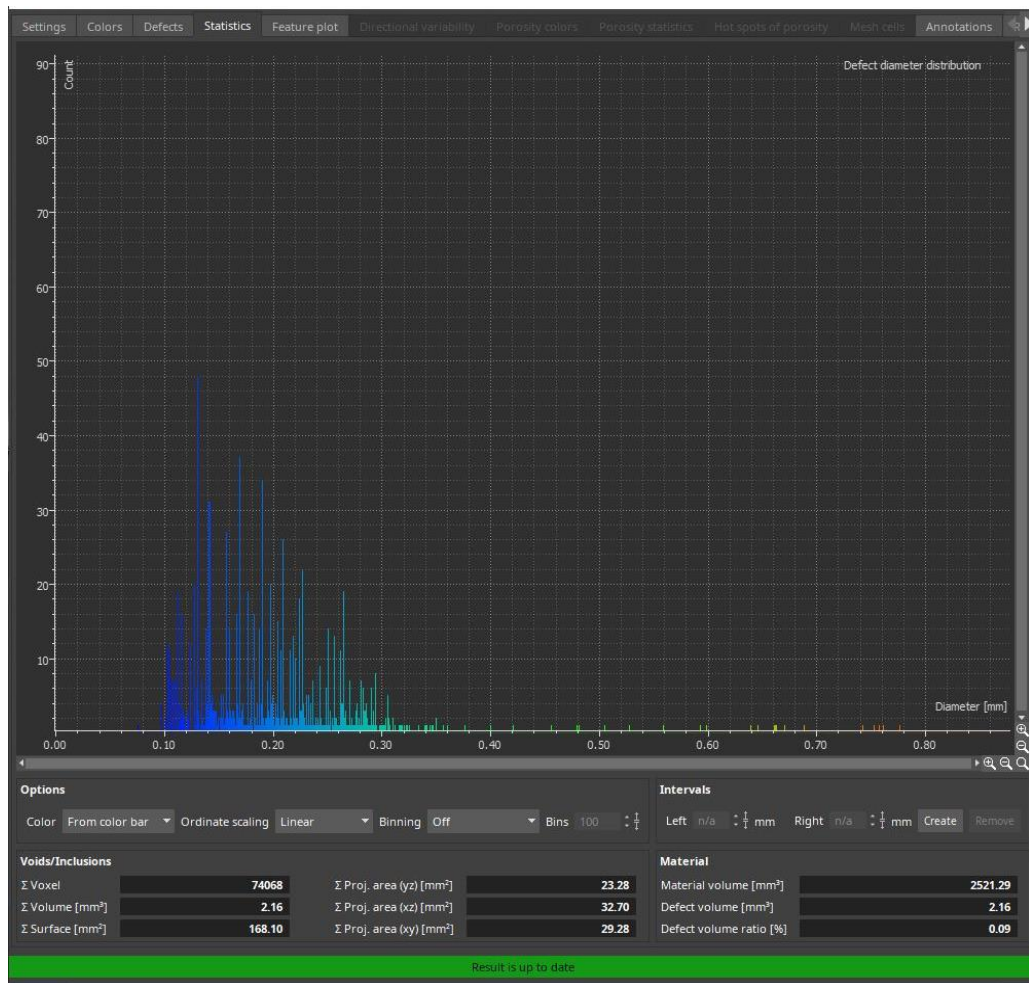 Settings Colors Defects Statistics Feature plot Directional variability Porosity colors Porosity statistics Hot spots of porosity Mesh cells Annotations R
Defect diameter distribution
Count
90
80
70
60
50
40
30
20
10
Diameter [mm]
0.00 0.10 0.20 0.30 0.40 0.50 0.60 0.70 0.80
Options
Color From color bar Ordinate scaling Linear Binning Off Bins 100
Intervals
Left n/a mm Right n/a mm Create Remove
Voids/Inclusions
Σ Voxel 74068 Σ Proj. area (yz) [mm²] 23.28
Σ Volume [mm³] 2.16 Σ Proj. area (xz) [mm²] 32.70
Σ Surface [mm²] 168.10 Σ Proj. area (xy) [mm²] 29.28
Material
Material volume [mm³] 2521.29
Defect volume [mm³] 2.16
Defect volume ratio [%] 0.09
Result is up to date